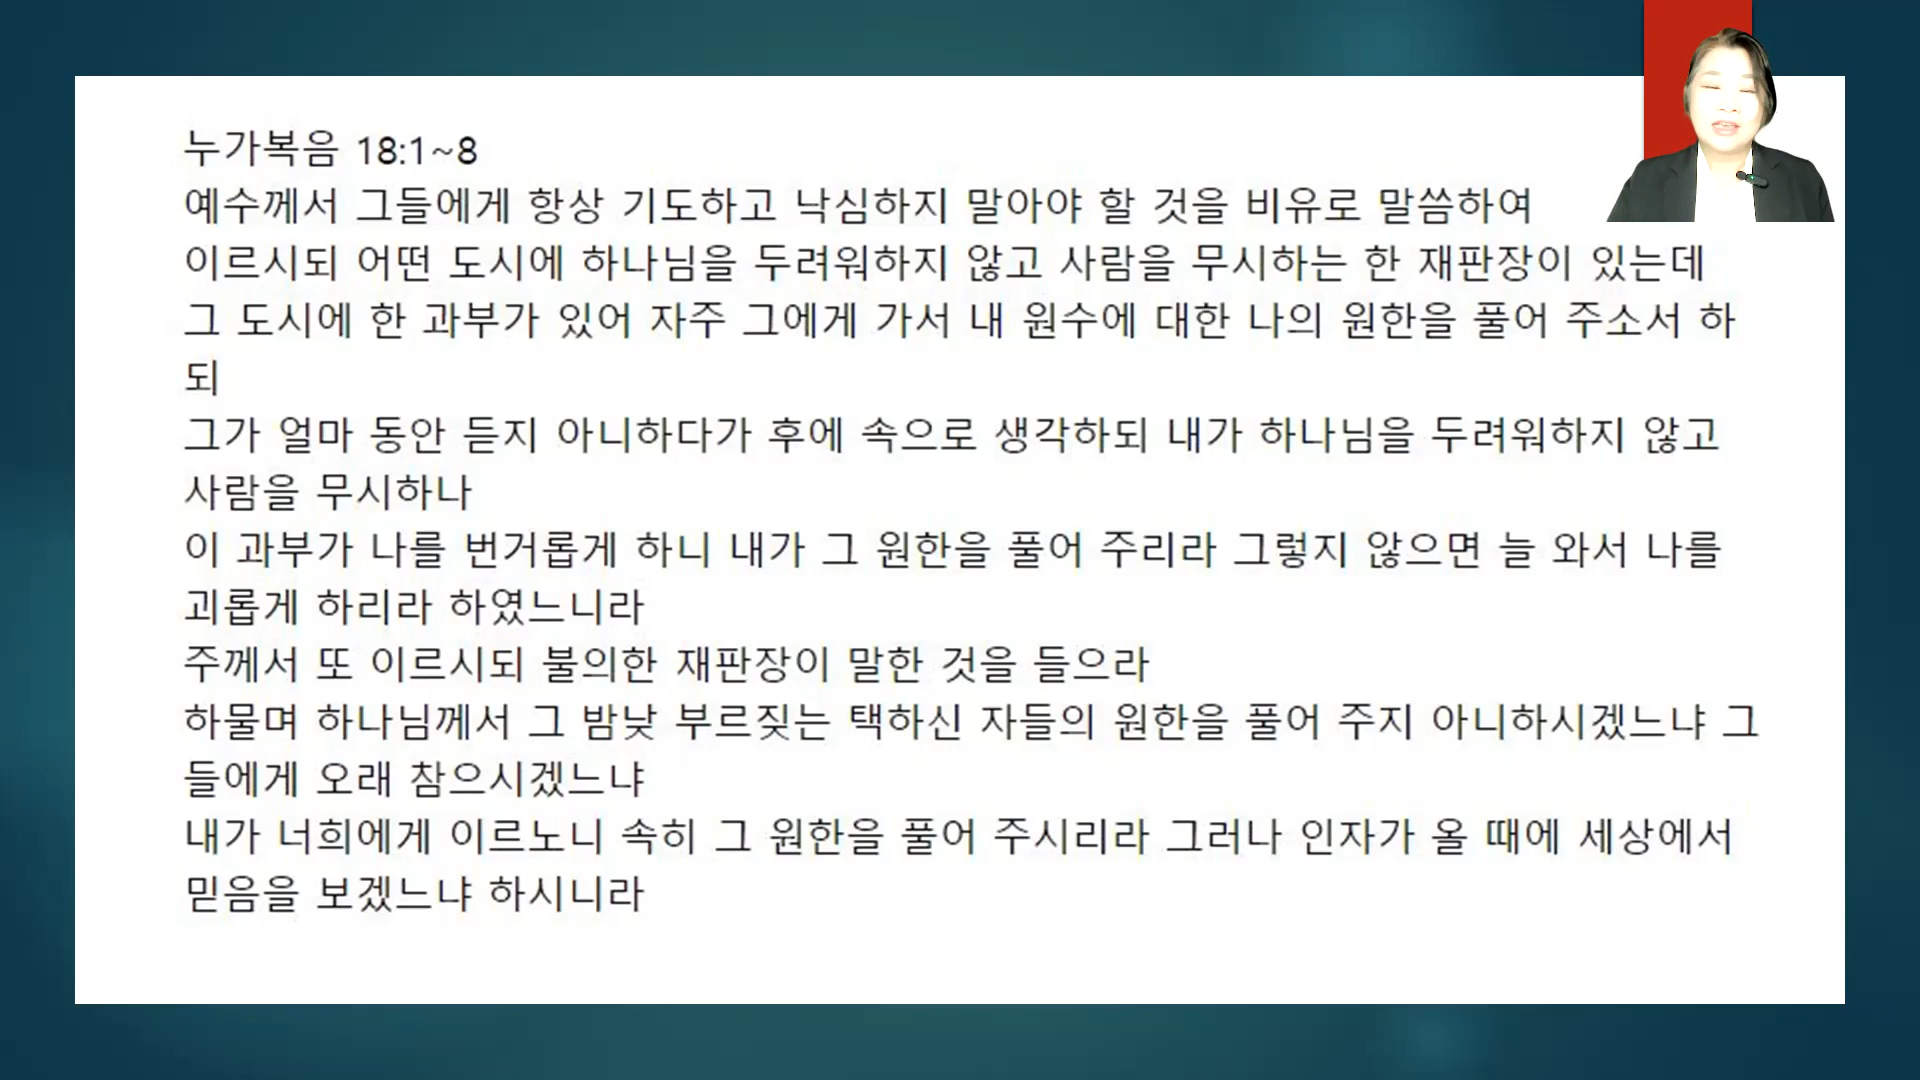 누가복음 18:1~8
예수께서 그들에게 항상 기도하고 낙심하지 말아야 할 것을 비유로 말씀하여
이르시되 어떤 도시에 하나님을 두려워하지 않고 사람을 무시하는 한 재판장이 있는데
그 도시에 한 과부가 있어 자주 그에게 가서 내 원수에 대한 나의 원한을 풀어 주소서 하
되
그가 얼마 동안 듣지 아니하다가 후에 속으로 생각하되 내가 하나님을 두려워하지 않고
사람을 무시하나
이 과부가 나를 번거롭게 하니 내가 그 원한을 풀어 주리라 그렇지 않으면 늘 와서 나를
괴롭게 하리라 하였느니라
주께서 또 이르시되 불의한 재판장이 말한 것을 들으라
하물며 하나님께서 그 밤낮 부르짖는 택하신 자들의 원한을 풀어 주지 아니하시겠느냐 그
들에게 오래 참으시겠느냐
내가 너희에게 이르노니 속히 그 원한을 풀어 주시리라 그러나 인자가 올 때에 세상에서
믿음을 보겠느냐 하시니라